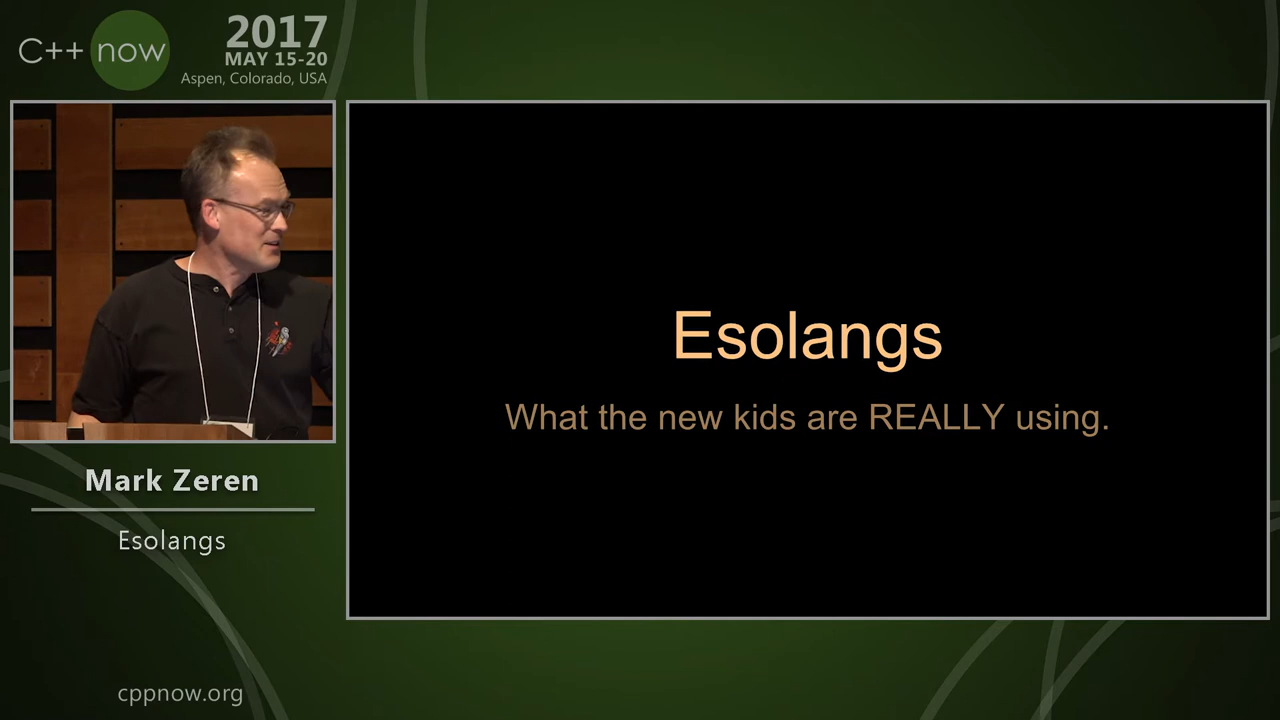 C++ now
2017
MAY 15-20
Aspen, Colorado, USA
Esolangs
What the new kids are REALLY using.
Mark Zeren
Esolangs
cppnow.org